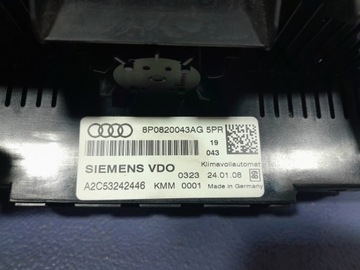 8P0820043AG 5PR
19
043
Klimavollautomat
SIEMENS VDO
0323 24.01.08
A2C53242446 KMM 0001 Made in Germany